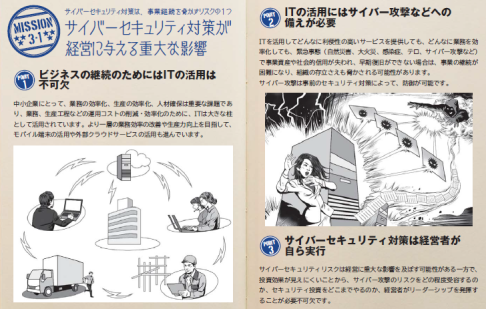 MISSION
3-1
サイバーセキュリティ対策は、事業継続を脅かすリスクの1つ
サイバーセキュリティ対策が
経営に与える重大な影響
POINT
1
ビジネスの継続のためにはITの活用は
不可欠
中小企業にとって、業務の効率化、生産の効率化、人材確保は重要な課題であ
り、業務、生産工程などの運用コストの削減・効率化のために、ITは大きな柱
として活用されています。より一層の業務効率の改善や生産力向上を目指して、
モバイル端末の活用や外部クラウドサービスの活用も進んでいます。
POINT
2
ITの活用にはサイバー攻撃などへの
備えが必要
ITを活用してどんなに利便性の高いサービスを提供しても、どんなに業務を効
率化しても、緊急事態（自然災害、大火災、感染症、テロ、サイバー攻撃など）
で事業資産や社会的信用が失われ、早期復旧ができない場合は、事業の継続が
困難になり、組織の存立さえも脅かされる可能性があります。
サイバー攻撃は事前のセキュリティ対策によって、防御が可能です。
POINT
3
サイバーセキュリティ対策は経営者が
自ら実行
サイバーセキュリティリスクは経営に重大な影響を及ぼす可能性がある一方で、
投資効果が見えにくいことから、サイバー攻撃のリスクをどの程度受容するの
か、セキュリティ投資をどこまでやるのか、経営者がリーダーシップを発揮す
ることが必要不可欠です。